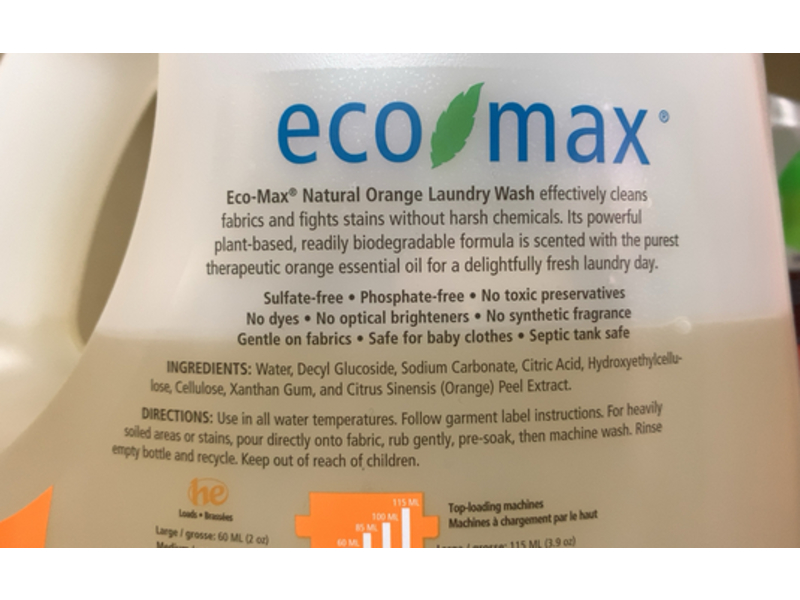 eco max®
Eco-Max® Natural Orange Laundry Wash effectively cleans
fabrics and fights stains without harsh chemicals. Its powerful
plant-based, readily biodegradable formula is scented with the purest
therapeutic orange essential oil for a delightfully fresh laundry day.
Sulfate-free • Phosphate-free • No toxic preservatives
No dyes • No optical brighteners • No synthetic fragrance
Gentle on fabrics • Safe for baby clothes • Septic tank safe
INGREDIENTS: Water, Decyl Glucoside, Sodium Carbonate, Citric Acid, Hydroxyethylcellu-
lose, Cellulose, Xanthan Gum, and Citrus Sinensis (Orange) Peel Extract.
DIRECTIONS: Use in all water temperatures. Follow garment label instructions. For heavily
soiled areas or stains, pour directly onto fabric, rub gently, pre-soak, then machine wash. Rinse
empty bottle and recycle. Keep out of reach of children.
he
Loads • Brassées
Large / grosse: 60 ML (2 oz)
115 ML
100 ML
85 ML
60 ML
Top-loading machines
Machines à chargement par le haut
Large / grosse: 115 ML (3.9 oz)